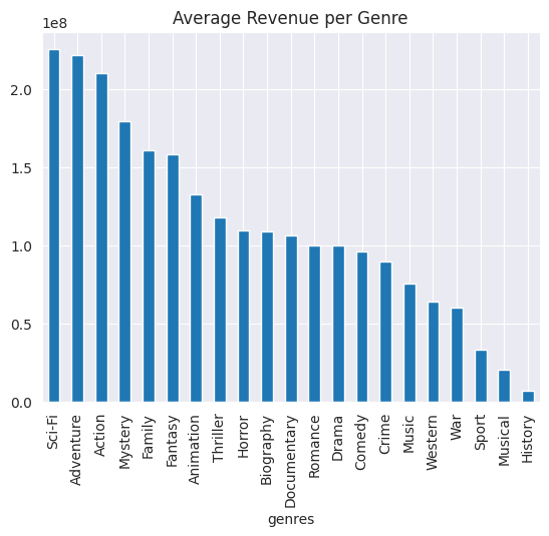 Average Revenue per Genre
1e8
2.0
1.5
1.0
0.5
0.0
Sci-Fi
Adventure
Action
Mystery
Family
Fantasy
Animation
Thriller
Horror
Biography
Documentary
Romance
Drama
Comedy
Crime
Music
Western
War
Sport
Musical
History
genres